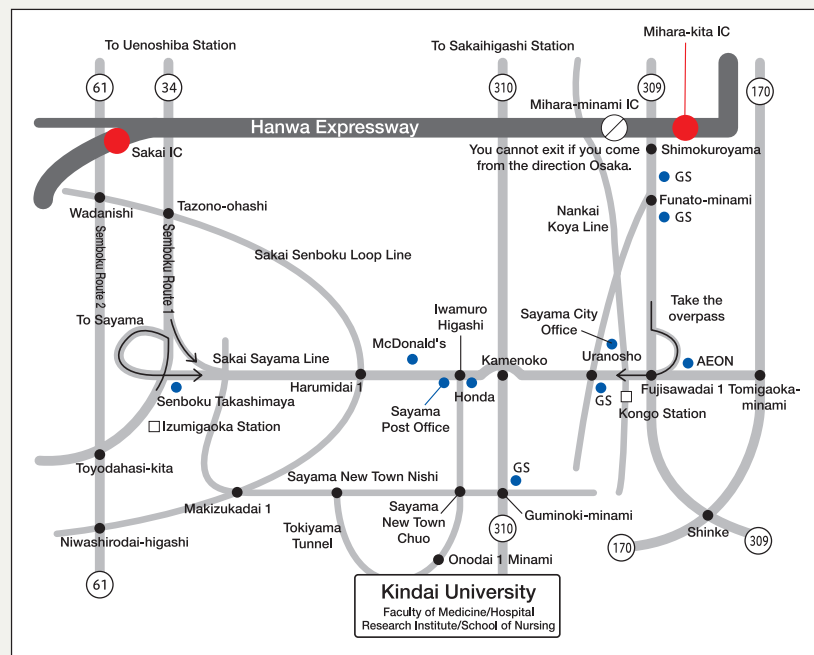 Mihara-kita IC
To Uenoshiba Station
To Sakaihigashi Station
61
34
310
309
170
Mihara-minami IC
Hanwa Expressway
Sakai IC
You cannot exit if you come
from the direction Osaka.
Shimokuroyama
GS
Wadanishi
Tazono-ohashi
Funato-minami
GS
Nankai
Koya Line
Semboku Route 2
Semboku Route 1
Sakai Senboku Loop Line
To Sayama
Take the
overpass
Iwamuro
Higashi
Sayama City
Office
McDonald's
Sakai Sayama Line
Kamenoko
Uranosho
AEON
Harumidai 1
Honda
Fujisawadai 1
Tomigaoka-
minami
Senboku Takashimaya
Sayama
Post Office
GS
Kongo Station
Izumigaoka Station
Toyodahasi-kita
GS
Sayama New Town Nishi
Makizukadai 1
Sayama
New Town
Chuo
Guminoki-minami
Tokiyama
Tunnel
310
Shinke
Niwashirodai-higashi
170
309
Onodai 1 Minami
61
Kindai University
Faculty of Medicine/Hospital
Research Institute/School of Nursing